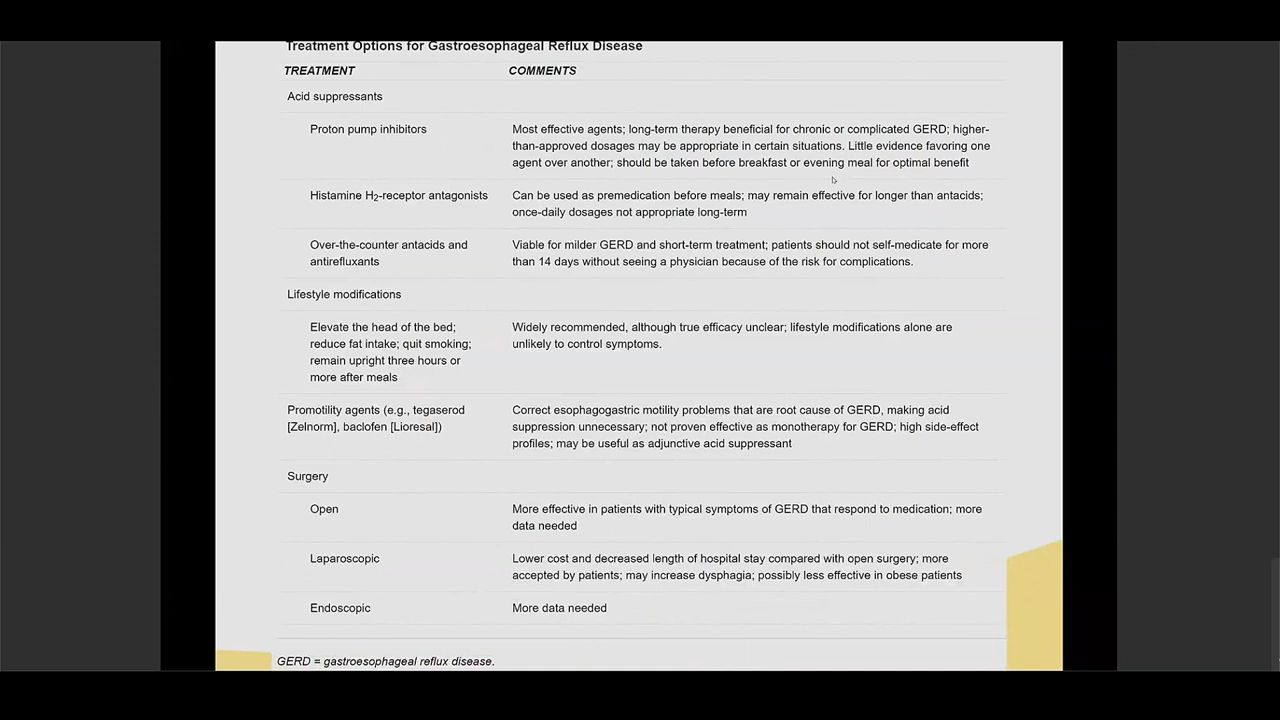 Treatment Options for Gastroesophageal Reflux Disease
TREATMENT COMMENTS
Acid suppressants
Proton pump inhibitors
Most effective agents; long-term therapy beneficial for chronic or complicated GERD; higher-
than-approved dosages may be appropriate in certain situations. Little evidence favoring one
agent over another; should be taken before breakfast or evening meal for optimal benefit
Histamine H2-receptor antagonists
Can be used as premedication before meals; may remain effective for longer than antacids;
once-daily dosages not appropriate long-term
Over-the-counter antacids and
antirefluxants
Viable for milder GERD and short-term treatment; patients should not self-medicate for more
than 14 days without seeing a physician because of the risk for complications.
Lifestyle modifications
Elevate the head of the bed;
reduce fat intake; quit smoking;
remain upright three hours or
more after meals
Widely recommended, although true efficacy unclear; lifestyle modifications alone are
unlikely to control symptoms.
Promotility agents (e.g., tegaserod
[Zelnorm], baclofen [Lioresal])
Correct esophagogastric motility problems that are root cause of GERD, making acid
suppression unnecessary; not proven effective as monotherapy for GERD; high side-effect
profiles; may be useful as adjunctive acid suppressant
Surgery
Open
More effective in patients with typical symptoms of GERD that respond to medication; more
data needed
Laparoscopic
Lower cost and decreased length of hospital stay compared with open surgery; more
accepted by patients; may increase dysphagia; possibly less effective in obese patients
Endoscopic
More data needed
GERD = gastroesophageal reflux disease.